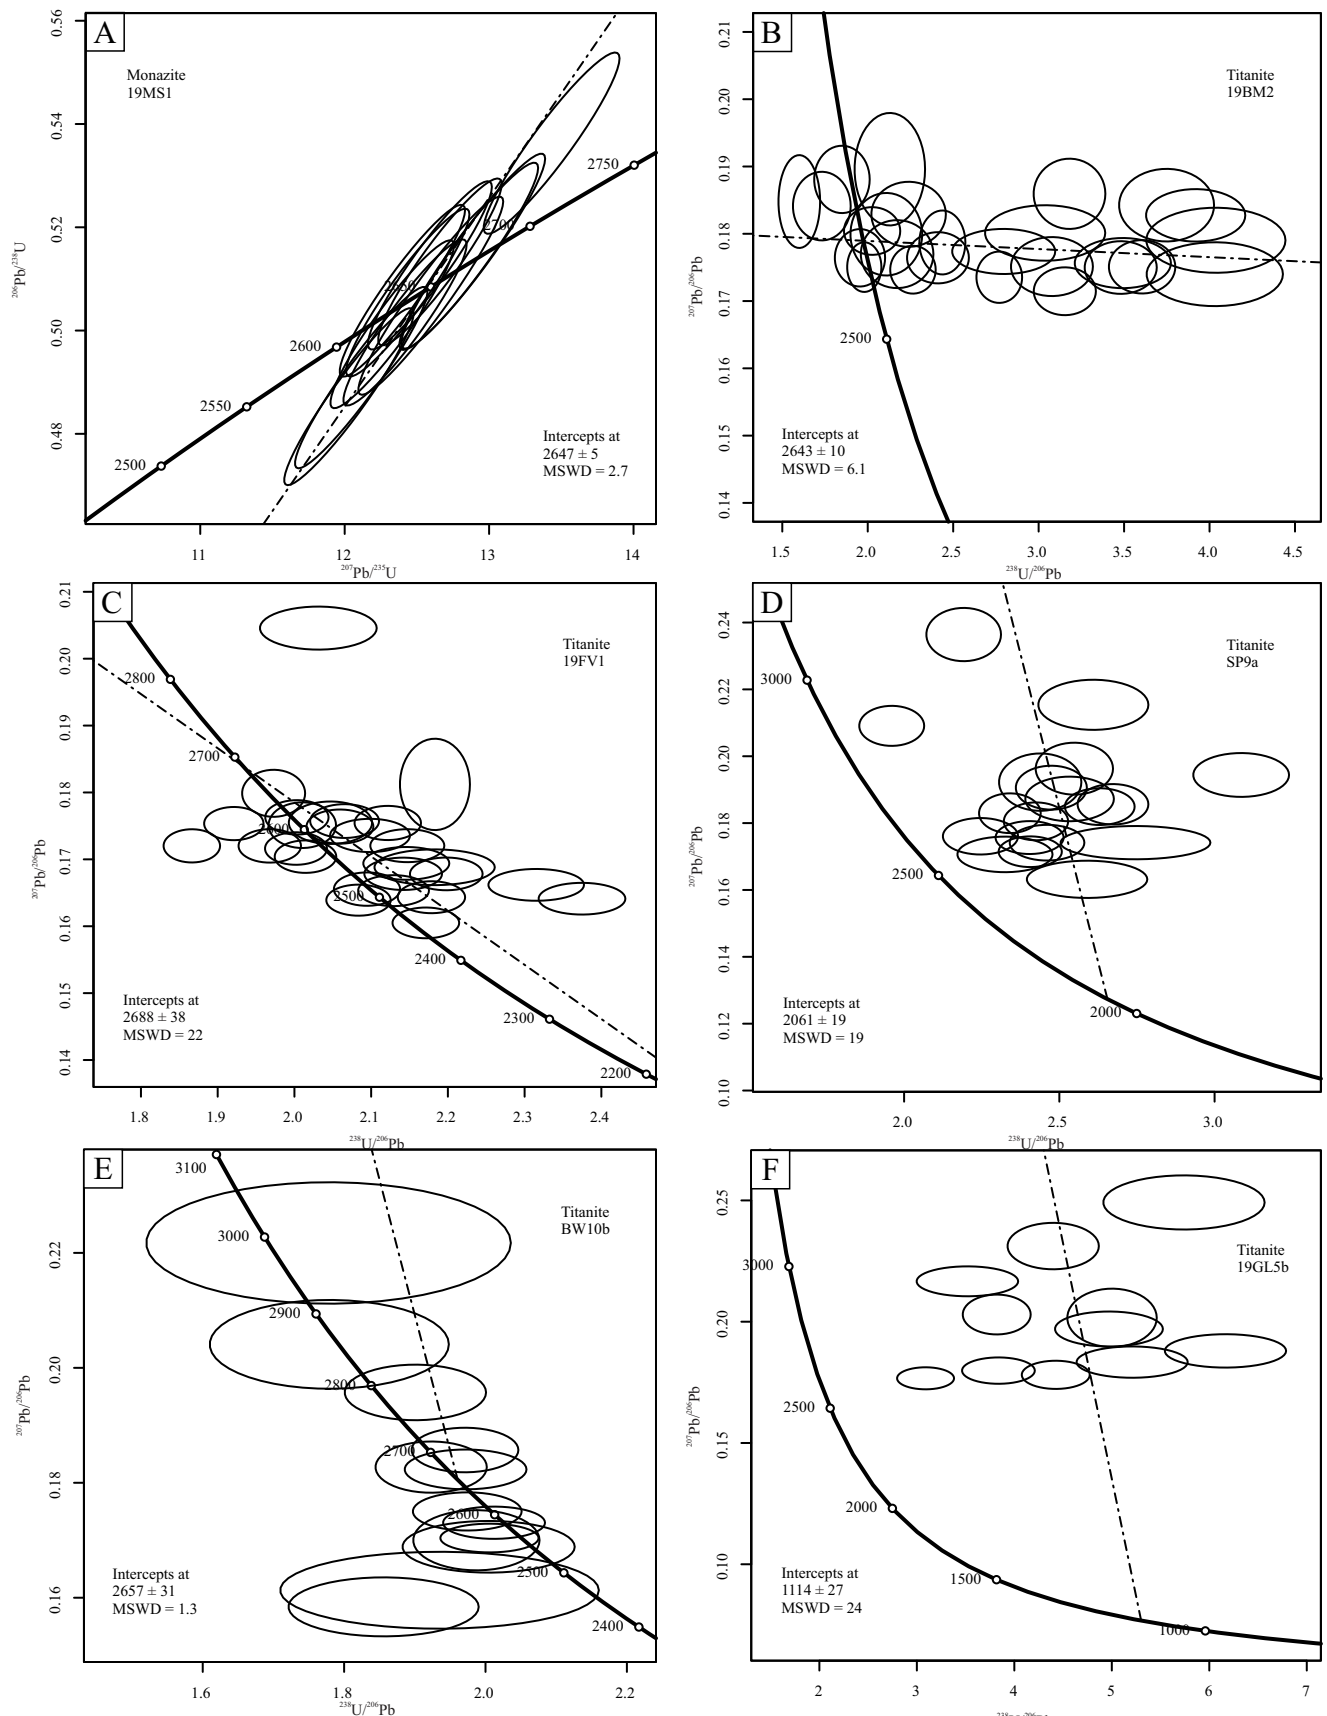 A
Monazite
19MS1
0.56
0.54
0.52
0.50
0.48
²⁰⁶Pb/²³⁸U
2750
2700
2650
2600
2550
2500
Intercepts at
2647 ± 5
MSWD = 2.7
11
12
13
14
²⁰⁷Pb/²³⁵U
B
Titanite
19BM2
0.21
0.20
0.19
0.18
0.17
0.16
0.15
0.14
²⁰⁷Pb/²⁰⁶Pb
2500
Intercepts at
2643 ± 10
MSWD = 6.1
1.5
2.0
2.5
3.0
3.5
4.0
4.5
²³⁸U/²⁰⁶Pb
C
Titanite
19FV1
0.21
0.20
0.19
0.18
0.17
0.16
0.15
0.14
²⁰⁷Pb/²⁰⁶Pb
2800
2700
2600
2500
2400
2300
2200
Intercepts at
2688 ± 38
MSWD = 22
1.8
1.9
2.0
2.1
2.2
2.3
2.4
²³⁸U/²⁰⁶Pb
D
Titanite
SP9a
0.24
0.22
0.20
0.18
0.16
0.14
0.12
0.10
²⁰⁷Pb/²⁰⁶Pb
3000
2500
2000
Intercepts at
2061 ± 19
MSWD = 19
2.0
2.5
3.0
²³⁸U/²⁰⁶Pb
E
Titanite
BW10b
0.22
0.20
0.18
0.16
²⁰⁷Pb/²⁰⁶Pb
3100
3000
2900
2800
2700
2600
2500
2400
Intercepts at
2657 ± 31
MSWD = 1.3
1.6
1.8
2.0
2.2
²³⁸U/²⁰⁶Pb
F
Titanite
19GL5b
0.25
0.20
0.15
0.10
²⁰⁷Pb/²⁰⁶Pb
3000
2500
2000
1500
1000
Intercepts at
1114 ± 27
MSWD = 24
2
3
4
5
6
7